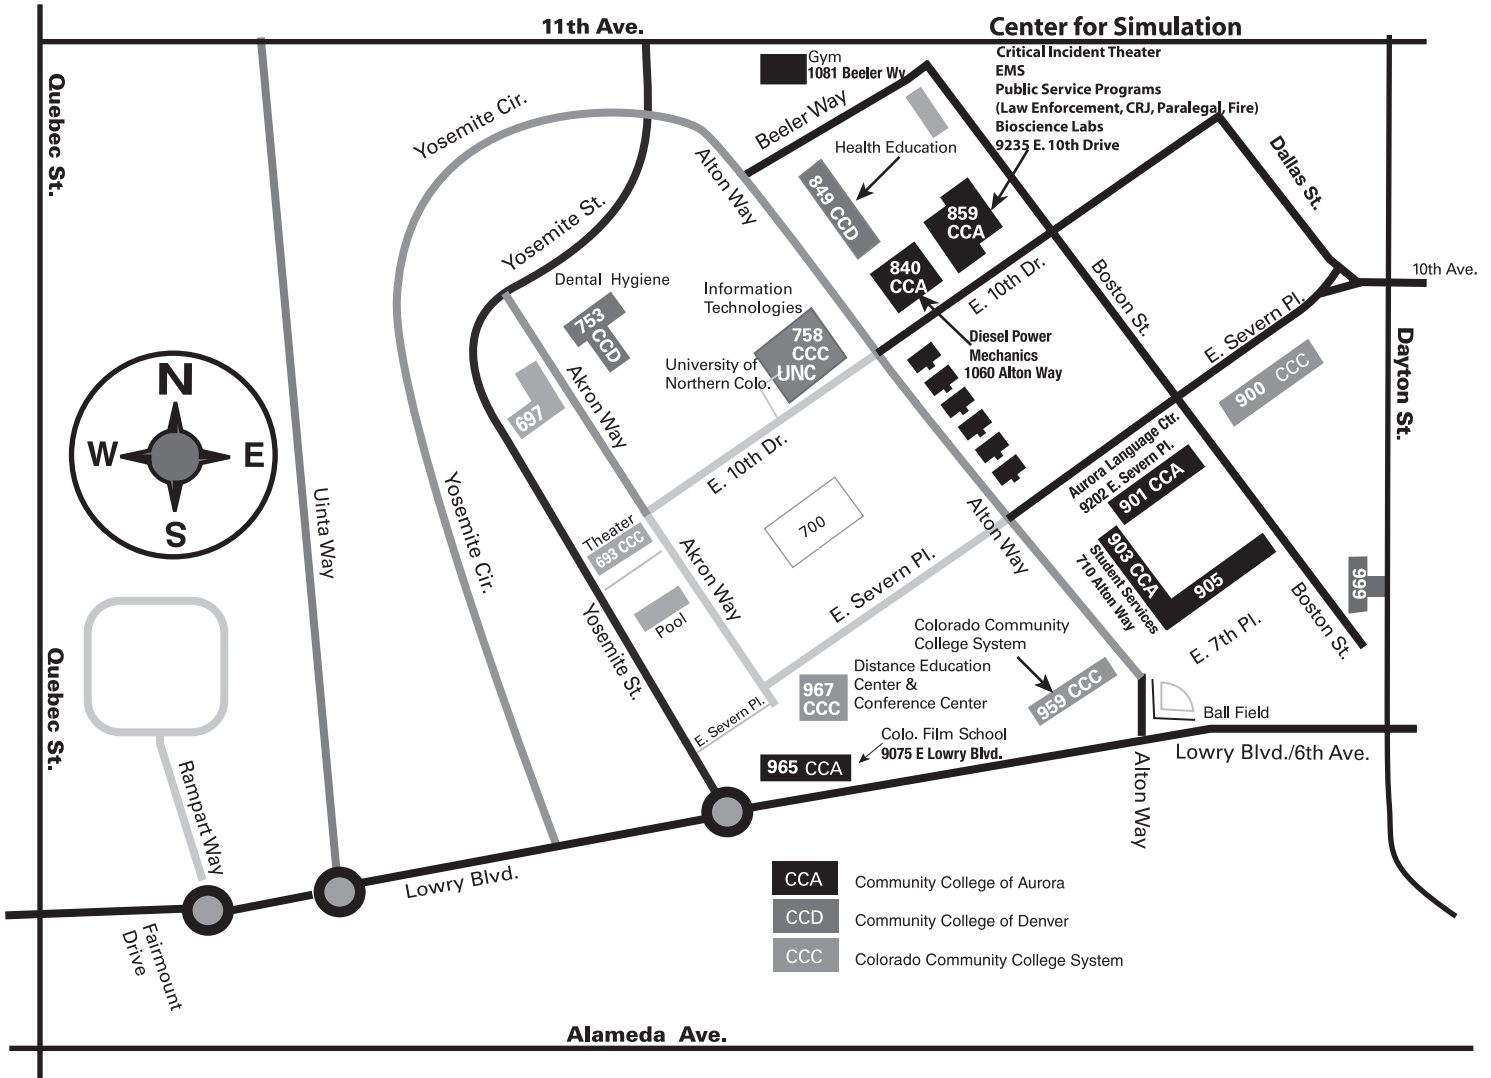 11th Ave.
Center for Simulation
Critical Incident Theater
EMS
Public Service Programs
(Law Enforcement, CRJ, Paralegal, Fire)
Bioscience Labs
9235 E. 10th Drive
Gym
1081 Beeler Wy
Quebec St.
Yosemite Cir.
Beeler Way
Alton Way
Health Education
849 CCD
859
CCA
840
CCA
Dallas St.
10th Ave.
Yosemite St.
Dental Hygiene
753
CCD
Information
Technologies
758
CCC
UNC
University of
Northern Colo.
E. 10th Dr.
Boston St.
E. Severn Pl.
Diesel Power
Mechanics
1060 Alton Way
900 CCC
Dayton St.
N
W
E
S
697
Akron Way
E. 10th Dr.
Aurora Language Ctr.
9202 E. Severn Pl.
901 CCA
Uinta Way
Yosemite Cir.
Theater
693 CCC
Akron Way
700
Alton Way
903 CCA
Student Services
710 Alton Way
905
999
Boston St.
E. 7th Pl.
Pool
E. Severn Pl.
Yosemite St.
Colorado Community
College System
959 CCC
967
CCC
Distance Education
Center &
Conference Center
E. Severn Pl.
Ball Field
Quebec St.
965 CCA
Colo. Film School
9075 E Lowry Blvd.
Lowry Blvd./6th Ave.
Alton Way
Rampart Way
Lowry Blvd.
Fairmount
Drive
CCA
Community College of Aurora
CCD
Community College of Denver
CCC
Colorado Community College System
Alameda Ave.